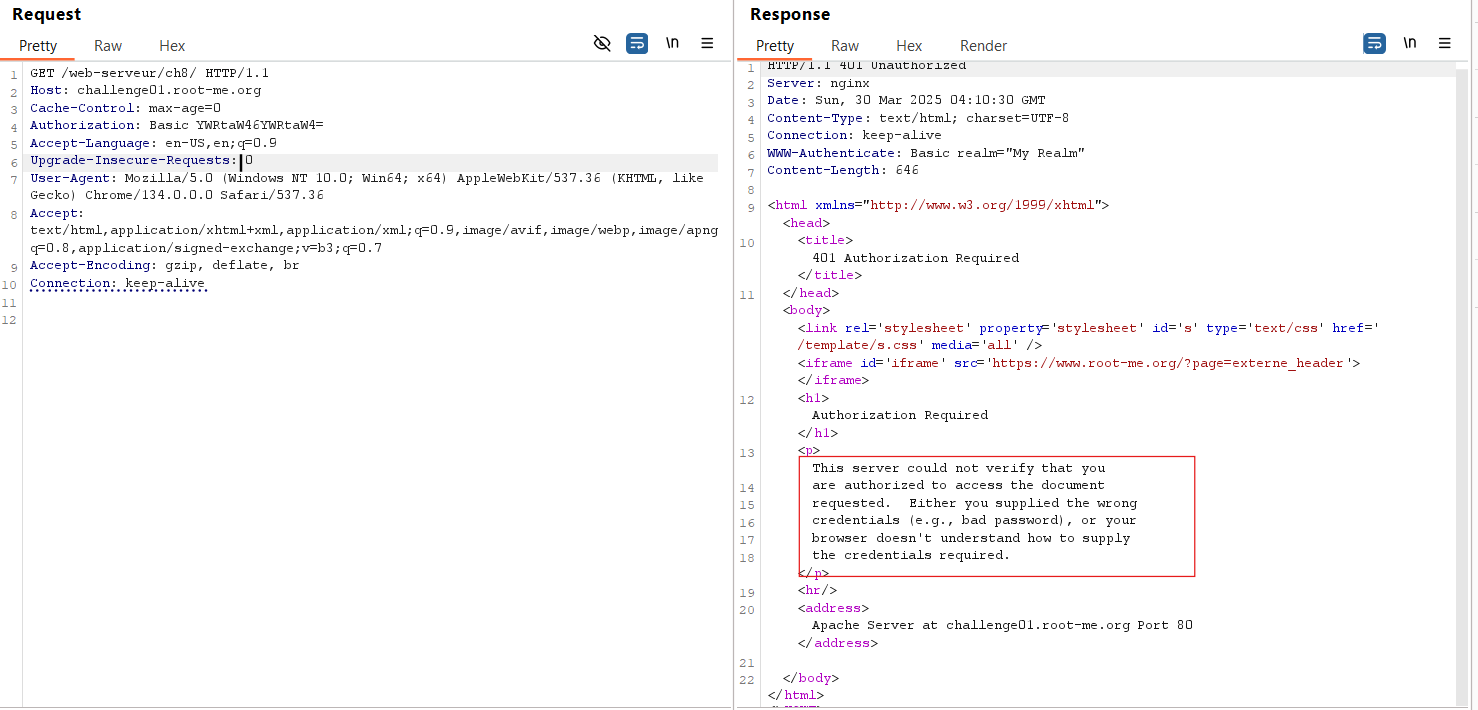 Request
Pretty Raw Hex
\n
1 GET /web-serveur/ch8/ HTTP/1.1
2 Host: challenge01.root-me.org
3 Cache-Control: max-age=0
4 Authorization: Basic YWRtaW46YWRtaW4=
5 Accept-Language: en-US,en;q=0.9
6 Upgrade-Insecure-Requests: 0
7 User-Agent: Mozilla/5.0 (Windows NT 10.0; Win64; x64) AppleWebKit/537.36 (KHTML, like
Gecko) Chrome/134.0.0.0 Safari/537.36
8 Accept:
text/html,application/xhtml+xml,application/xml;q=0.9,image/avif,image/webp,image/apng
q=0.8,application/signed-exchange;v=b3;q=0.7
9 Accept-Encoding: gzip, deflate, br
10 Connection: keep-alive
11
12
Response
Pretty Raw Hex Render
\n
1 HTTP/1.1 401 Unauthorized
2 Server: nginx
3 Date: Sun, 30 Mar 2025 04:10:30 GMT
4 Content-Type: text/html; charset=UTF-8
5 Connection: keep-alive
6 WWW-Authenticate: Basic realm="My Realm"
7 Content-Length: 646
8
9 <html xmlns="http://www.w3.org/1999/xhtml">
<head>
10 <title>
401 Authorization Required
</title>
11 </head>
<body>
<link rel='stylesheet' property='stylesheet' id='s' type='text/css' href='
/template/s.css' media='all' />
<iframe id='iframe' src='https://www.root-me.org/?page=externe_header'>
</iframe>
12 <h1>
Authorization Required
</h1>
13 <p>
This server could not verify that you
14 are authorized to access the document
15 requested.  Either you supplied the wrong
16 credentials (e.g., bad password), or your
17 browser doesn't understand how to supply
18 the credentials required.
</p>
19 <hr/>
20 <address>
Apache Server at challenge01.root-me.org Port 80
</address>
21
22 </body>
</html>